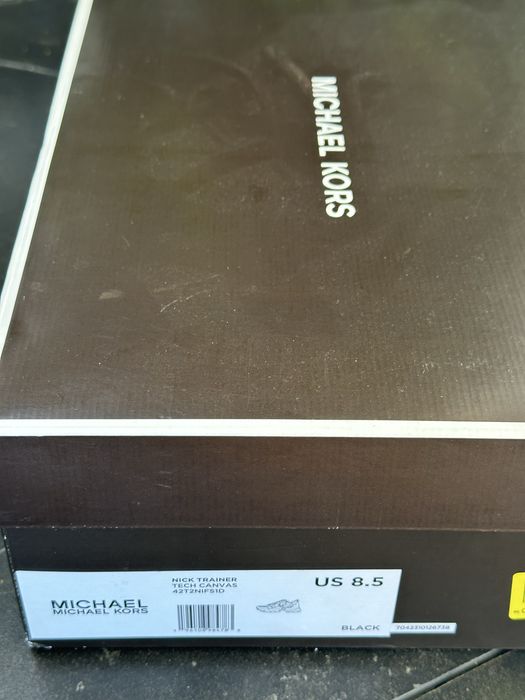 MICHAEL KORS
NICK TRAINER
TECH CANVAS
42T2NIFS1D
US 8.5
MICHAEL
MICHAEL KORS
BLACK